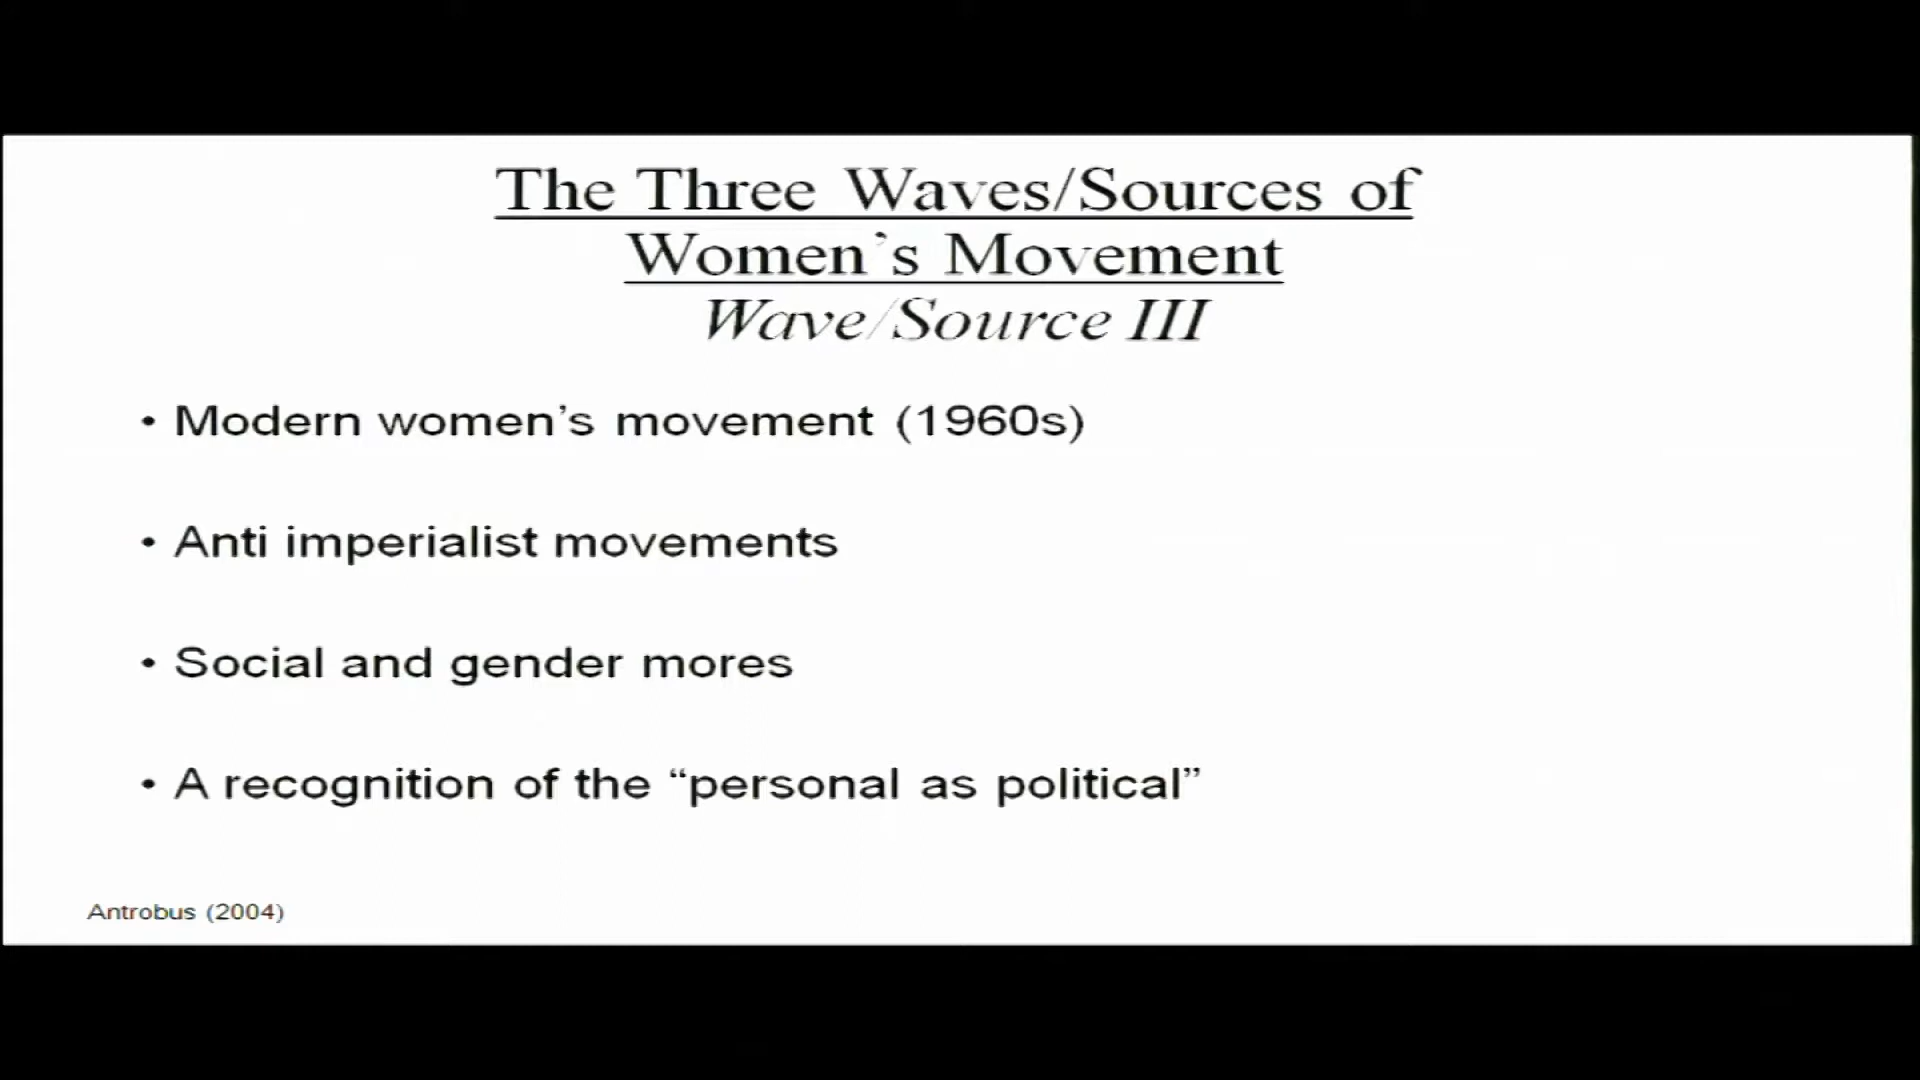 The Three Waves/Sources of
Women's Movement
Wave/Source III
• Modern women's movement (1960s)
• Anti imperialist movements
• Social and gender mores
• A recognition of the “personal as political”
Antrobus (2004)